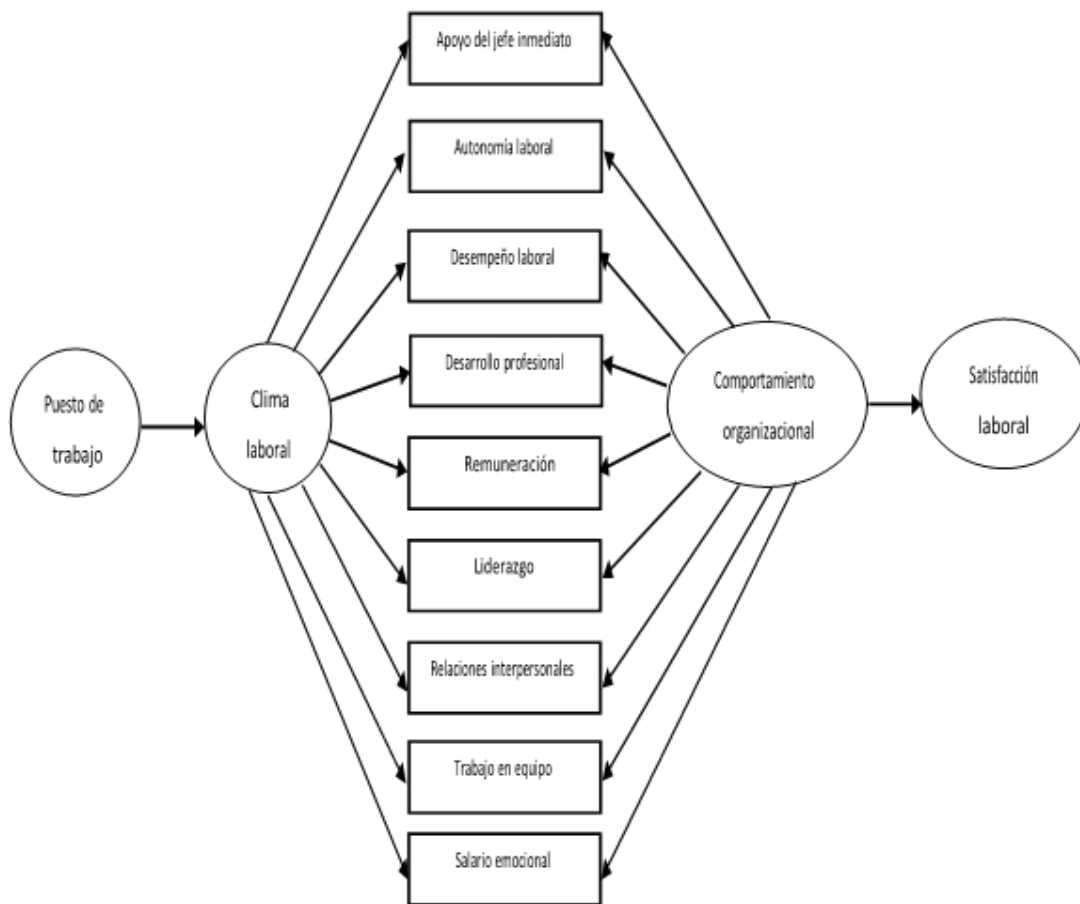 Apoyo del jefe inmediato
Autonomía laboral
Desempeño laboral
Desarrollo profesional
Remuneración
Liderazgo
Relaciones interpersonales
Trabajo en equipo
Salario emocional
Puesto de
trabajo
Clima
laboral
Comportamiento
organizacional
Satisfacción
laboral